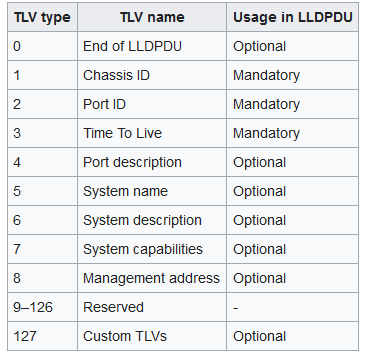 TLV type TLV name Usage in LLDPDU
0 End of LLDPDU Optional
1 Chassis ID Mandatory
2 Port ID Mandatory
3 Time To Live Mandatory
4 Port description Optional
5 System name Optional
6 System description Optional
7 System capabilities Optional
8 Management address Optional
9–126 Reserved -
127 Custom TLVs Optional